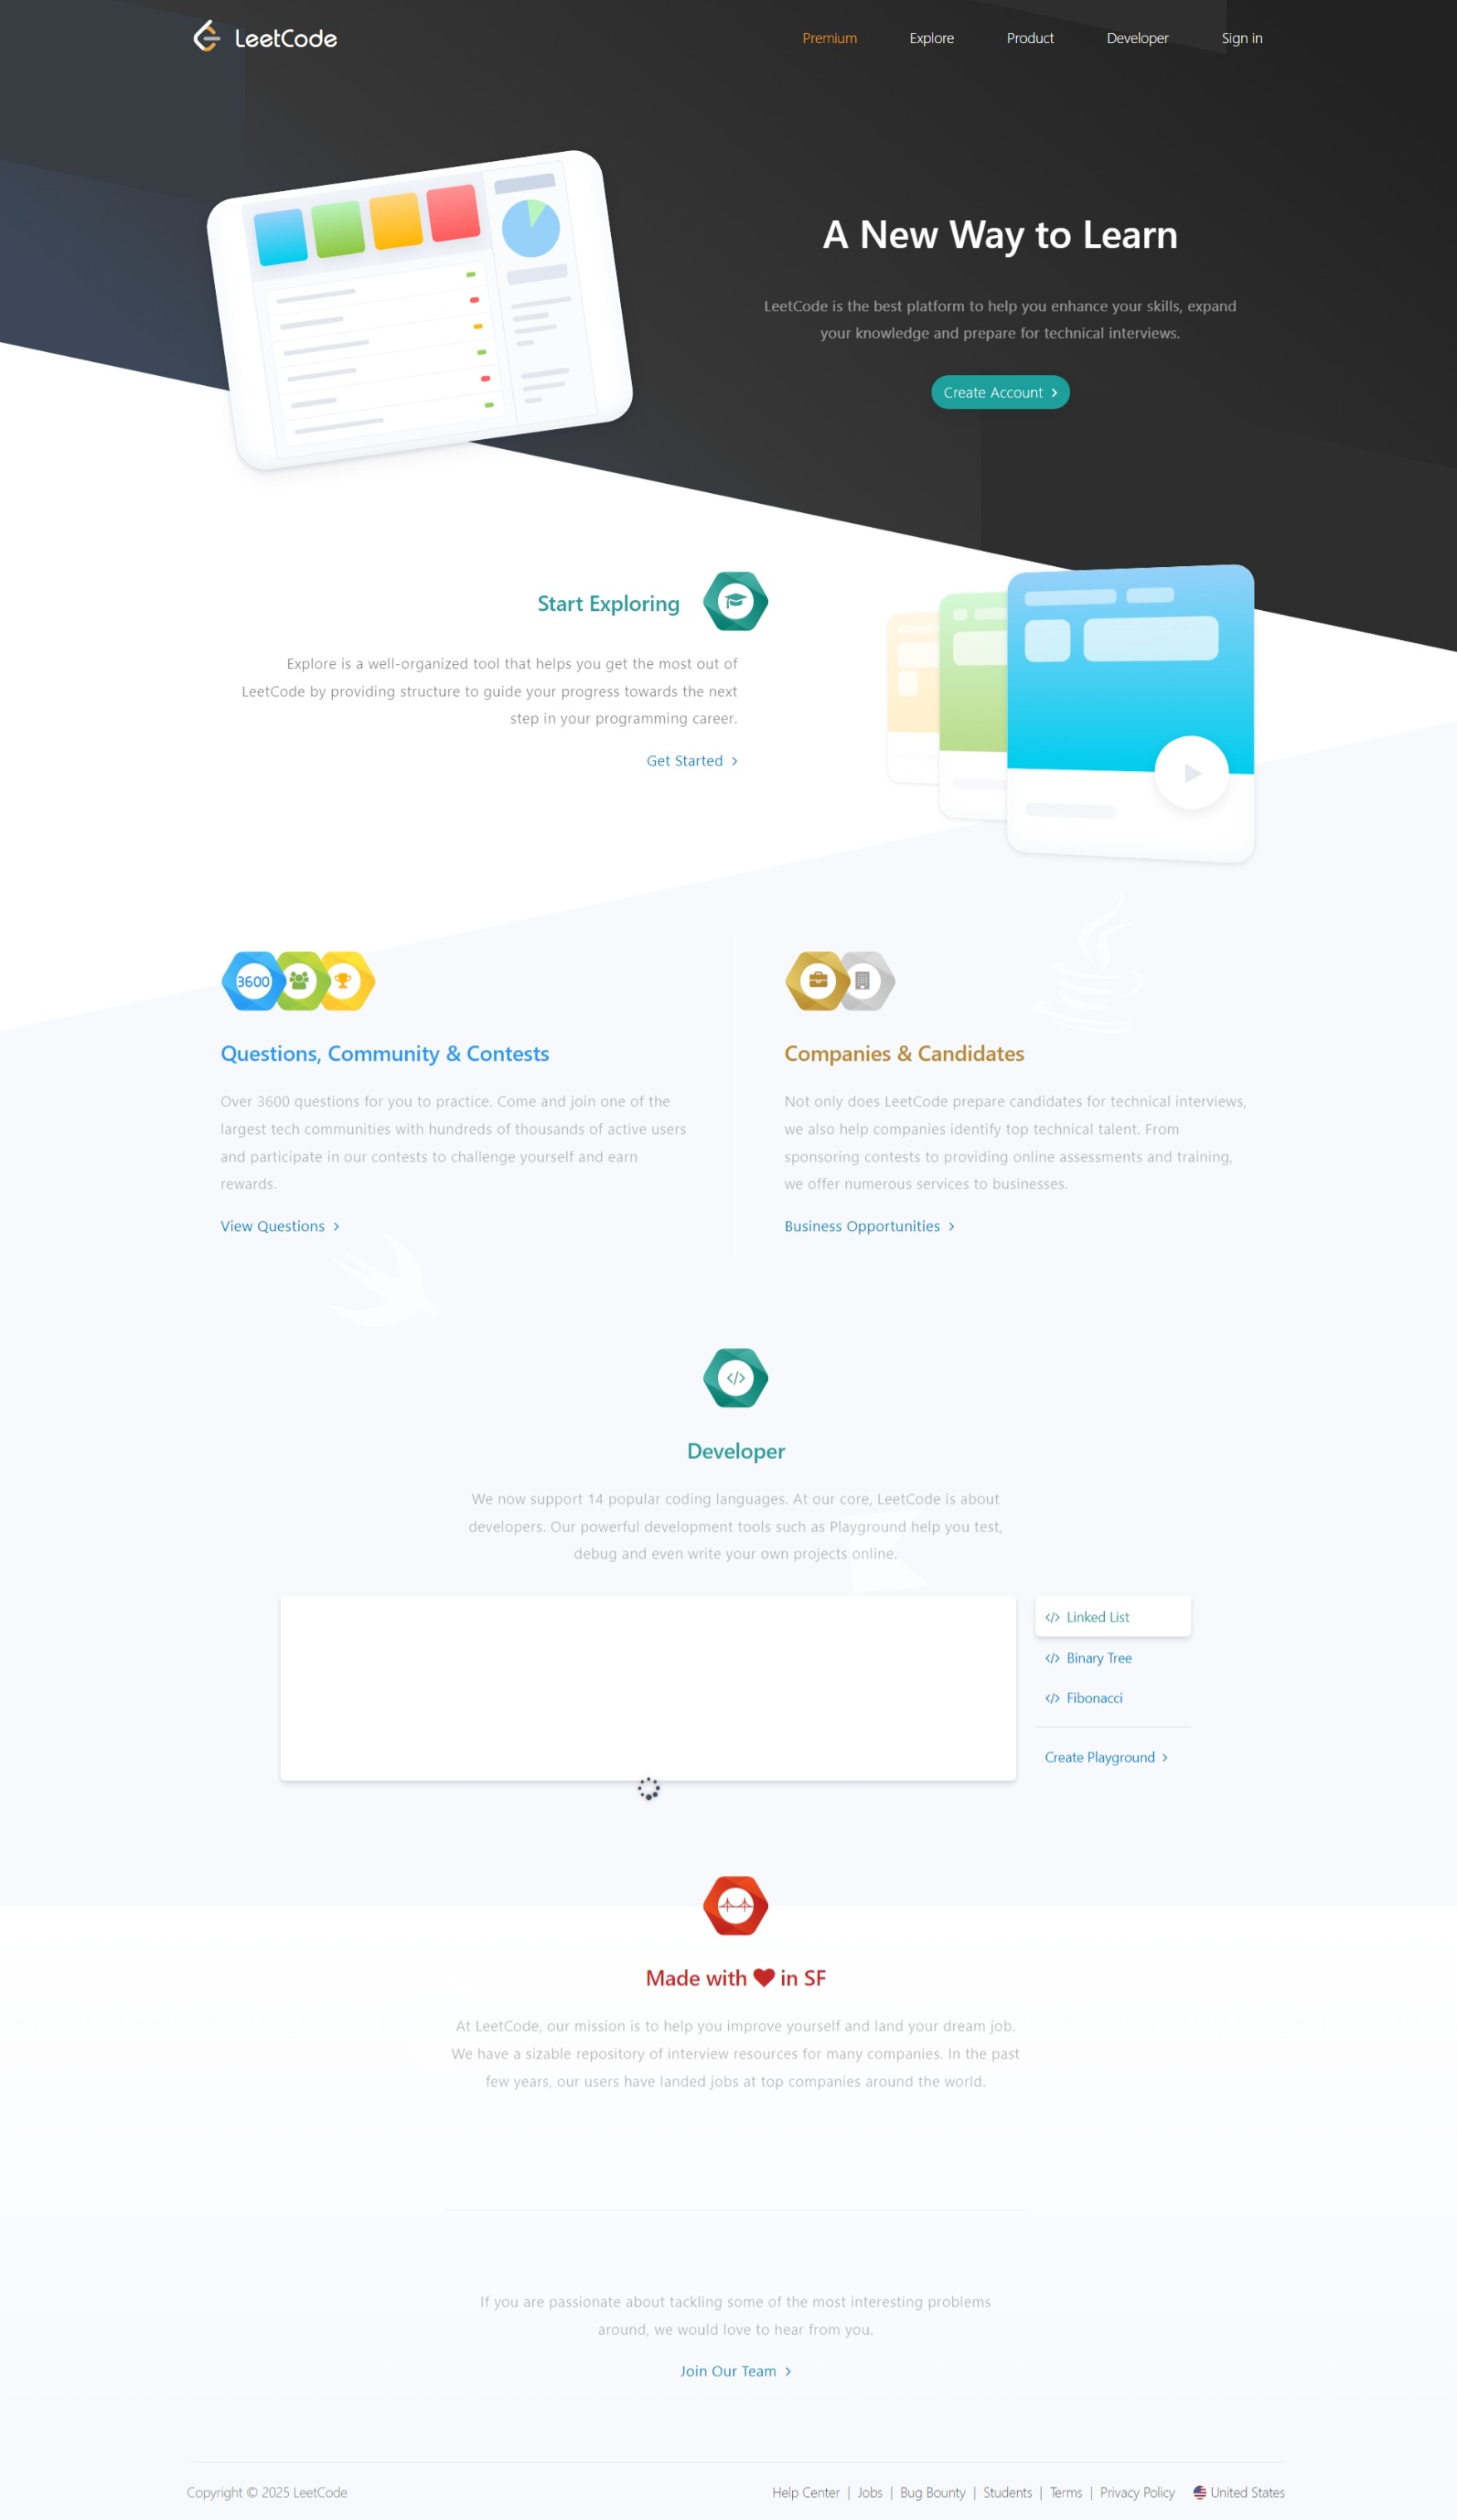 LeetCode
Premium Explore Product Developer Sign in
A New Way to Learn
LeetCode is the best platform to help you enhance your skills, expand
your knowledge and prepare for technical interviews.
Create Account
Start Exploring
Explore is a well-organized tool that helps you get the most out of
LeetCode by providing structure to guide your progress towards the next
step in your programming career.
Get Started
3600
Questions, Community & Contests
Over 3600 questions for you to practice. Come and join one of the
largest tech communities with hundreds of thousands of active users
and participate in our contests to challenge yourself and earn
rewards.
View Questions
Companies & Candidates
Not only does LeetCode prepare candidates for technical interviews,
we also help companies identify top technical talent. From
sponsoring contests to providing online assessments and training,
we offer numerous services to businesses.
Business Opportunities
</>
Developer
We now support 14 popular coding languages. At our core, LeetCode is about
developers. Our powerful development tools such as Playground help you test,
debug and even write your own projects online.
</> Linked List
</> Binary Tree
</> Fibonacci
Create Playground
Made with ❤ in SF
At LeetCode, our mission is to help you improve yourself and land your dream job.
We have a sizable repository of interview resources for many companies. In the past
few years, our users have landed jobs at top companies around the world.
If you are passionate about tackling some of the most interesting problems
around, we would love to hear from you.
Join Our Team
Copyright © 2025 LeetCode
Help Center | Jobs | Bug Bounty | Students | Terms | Privacy Policy United States